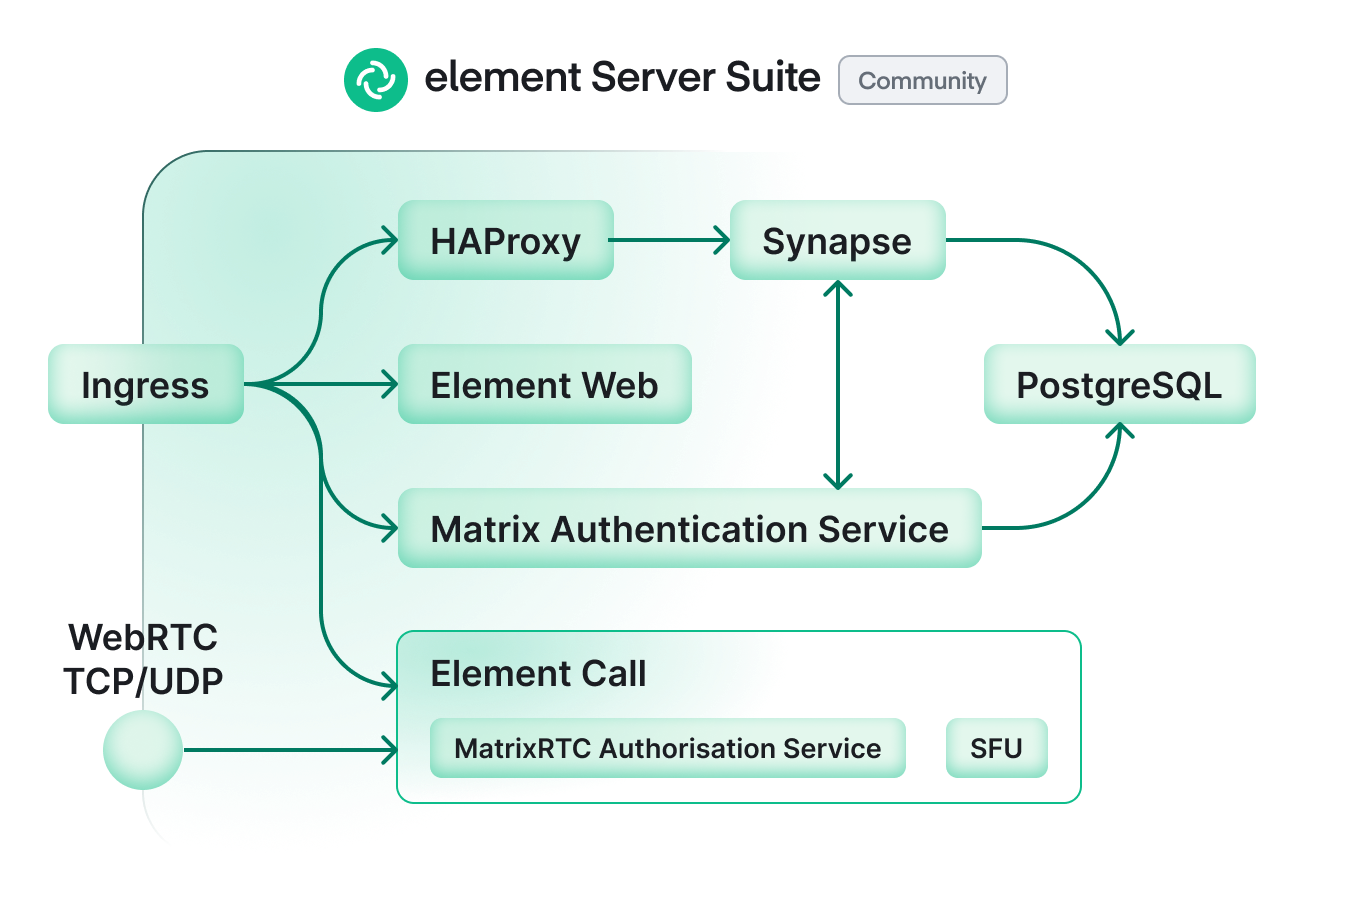 element Server Suite Community
HAProxy
Synapse
Ingress
Element Web
PostgreSQL
Matrix Authentication Service
WebRTC
TCP/UDP
Element Call
MatrixRTC Authorisation Service
SFU